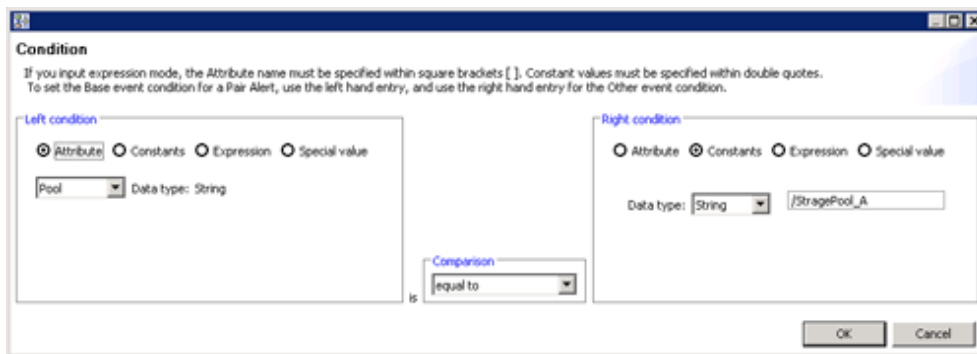 Condition
If you input expression mode, the Attribute name must be specified within square brackets [ ]. Constant values must be specified within double quotes.
To set the Base event condition for a Pair Alert, use the left hand entry, and use the right hand entry for the Other event condition.
Left condition
Attribute Constants Expression Special value
Pool Data type: String
is
Comparison
equal to
Right condition
Attribute Constants Expression Special value
Data type: String /StragePool_A
OK Cancel